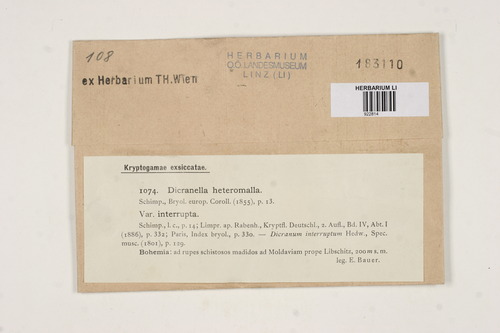 108
ex Herbarium TH.Wien
HERBARIUM
O.Ö. LANDESMUSEUM
LINZ (LI)
183110
HERBARIUM LI
922814
Kryptogamae exsiccatae.
1074. Dicranella heteromalla.
Schimp., Bryol. europ. Coroll. (1855), p. 13.
Var. interrupta.
Schimp., l. c., p. 14; Limpr. ap. Rabenh., Kryptfl. Deutschl., 2. Aufl., Bd. IV, Abt. I
(1886), p. 332; Paris, Index bryol., p. 330. — Dicranum interruptum Hedw., Spec.
musc. (1801), p. 129.
Bohemia: ad rupes schistosos madidos ad Moldaviam prope Libschitz, 200 m s. m.
leg. E. Bauer.